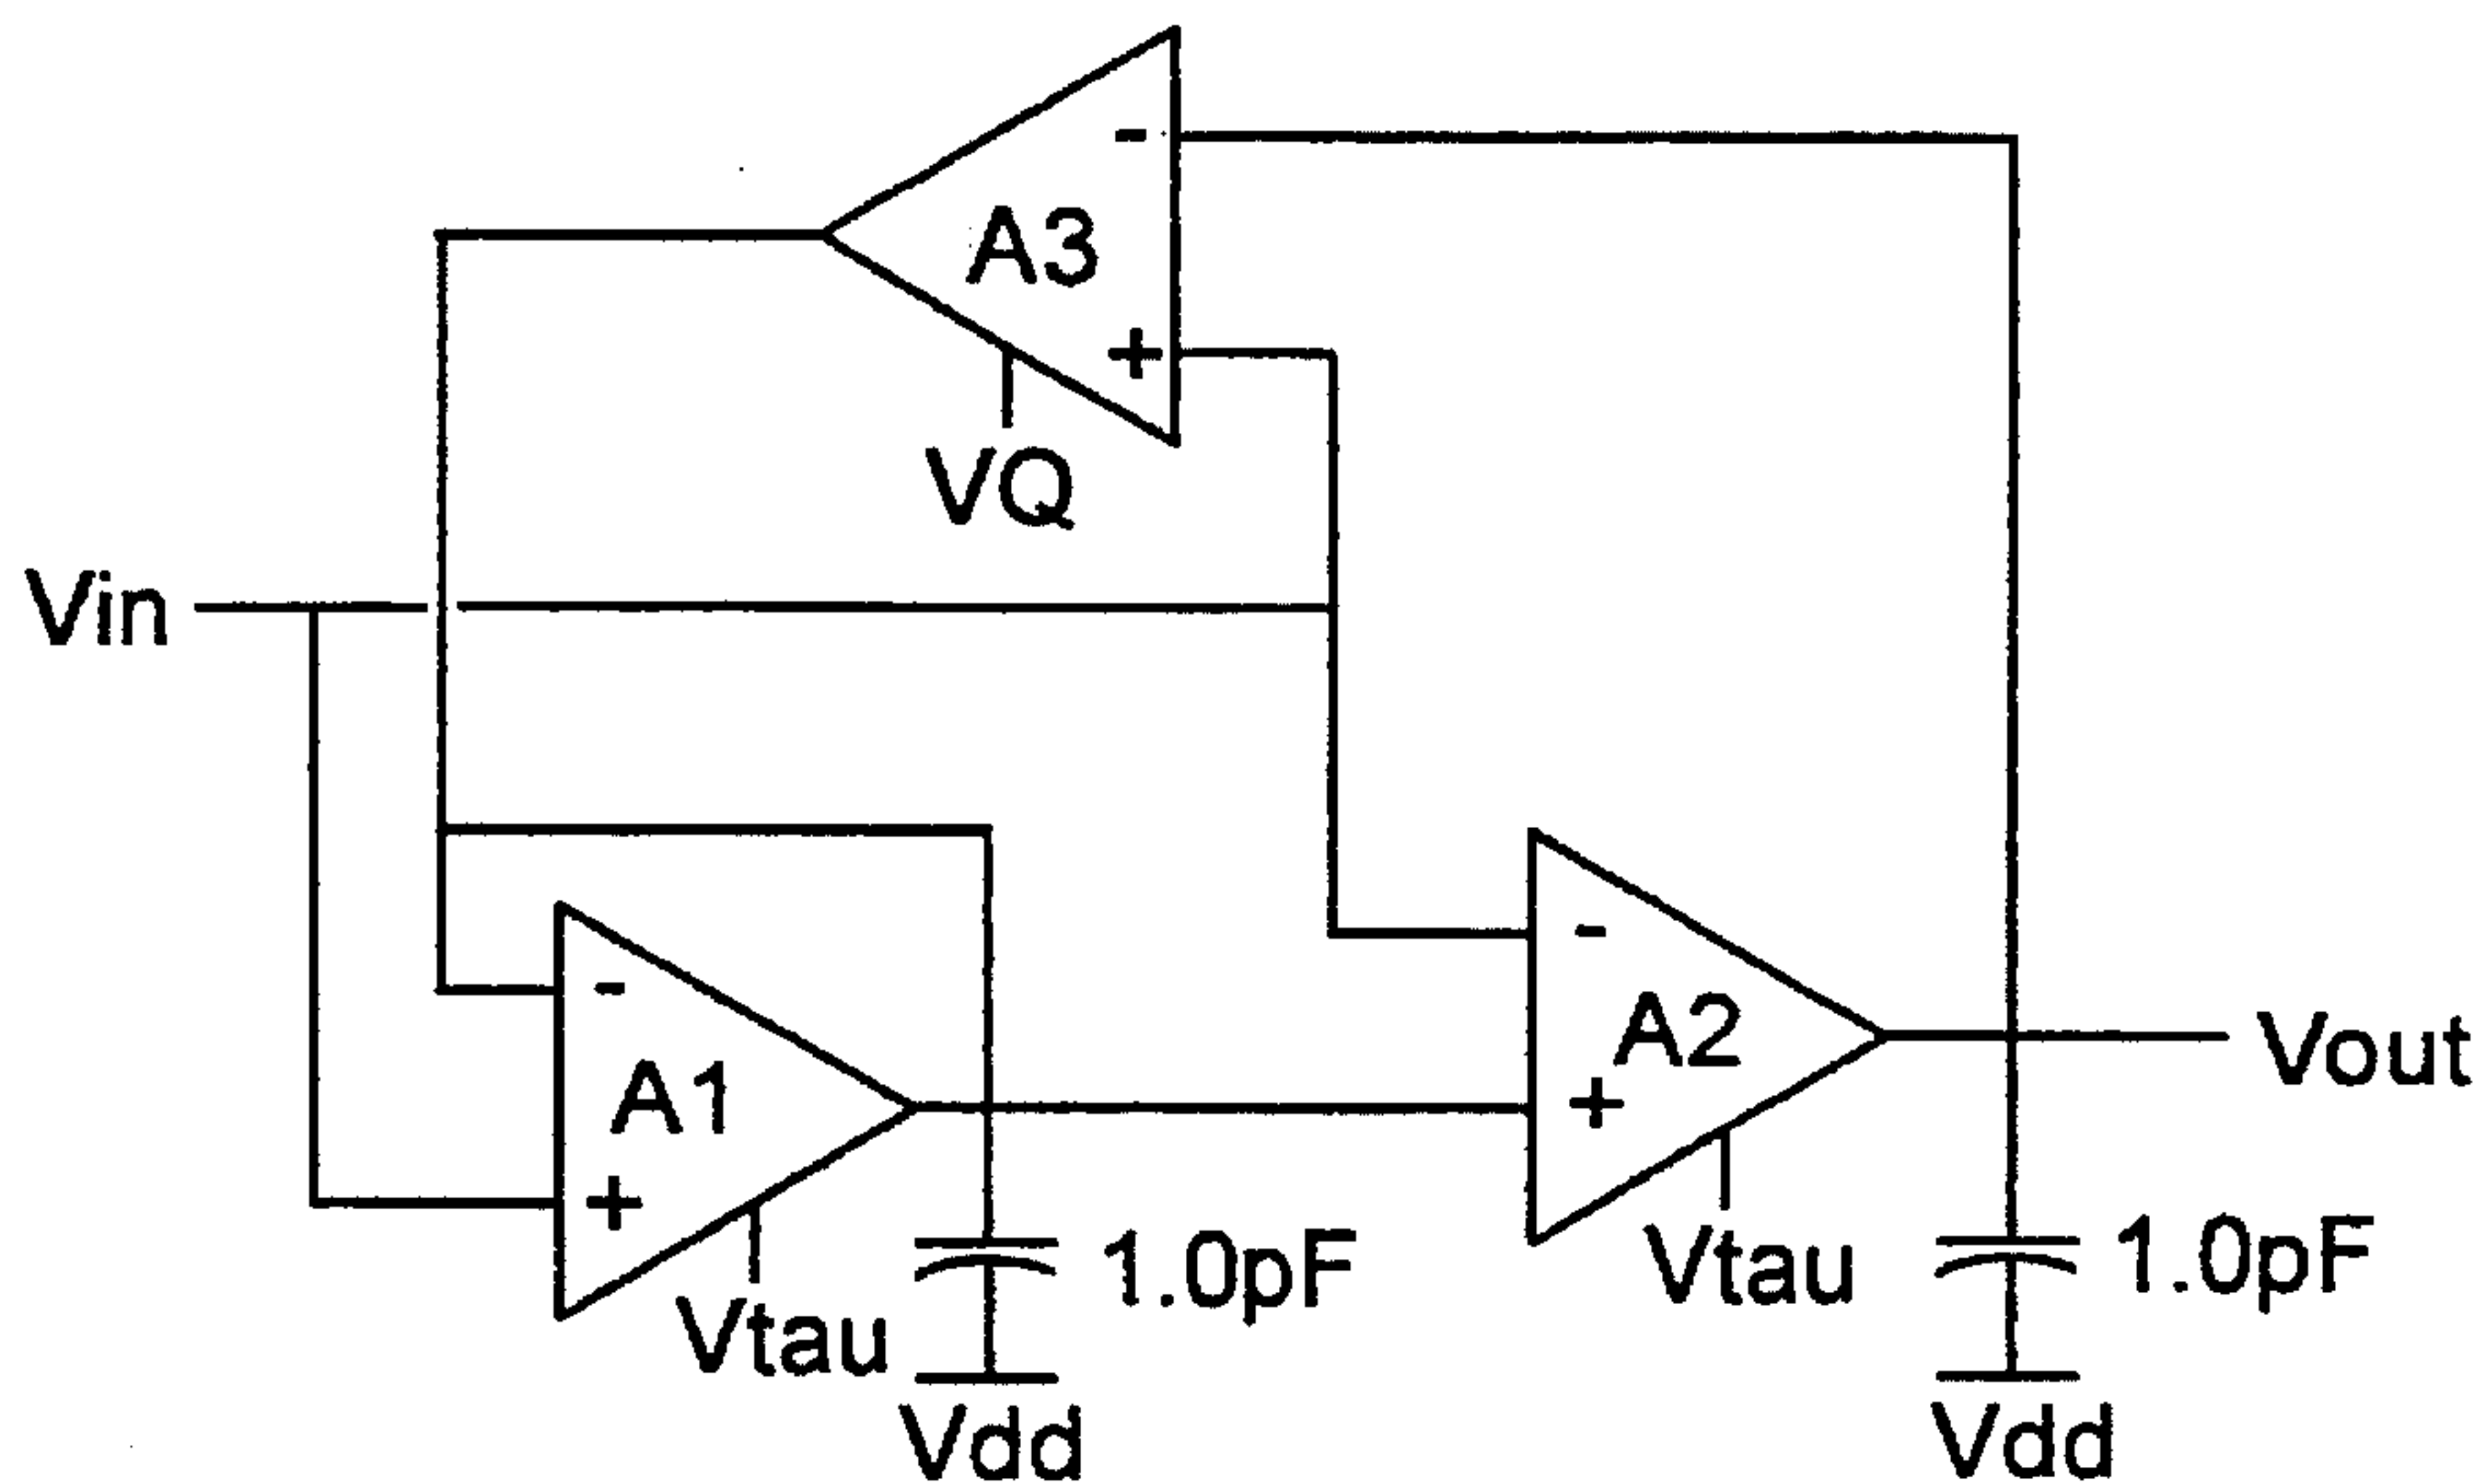 -
A3
+
VQ
Vin
-
A1
+
Vtau
1.0pF
Vdd
-
A2
+
Vtau
1.0pF
Vdd
Vout